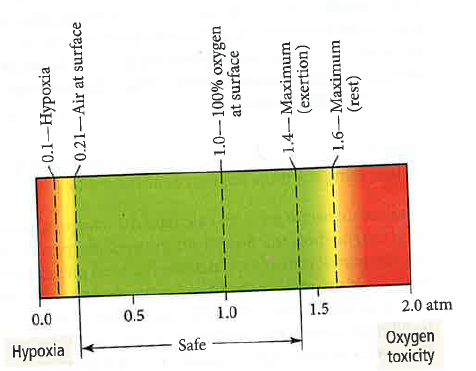 0.1—Hypoxia
0.21—Air at surface
1.0—100% oxygen
at surface
1.4—Maximum
(exertion)
1.6—Maximum
(rest)
0.0
0.5
1.0
1.5
2.0 atm
Hypoxia
Safe
Oxygen
toxicity